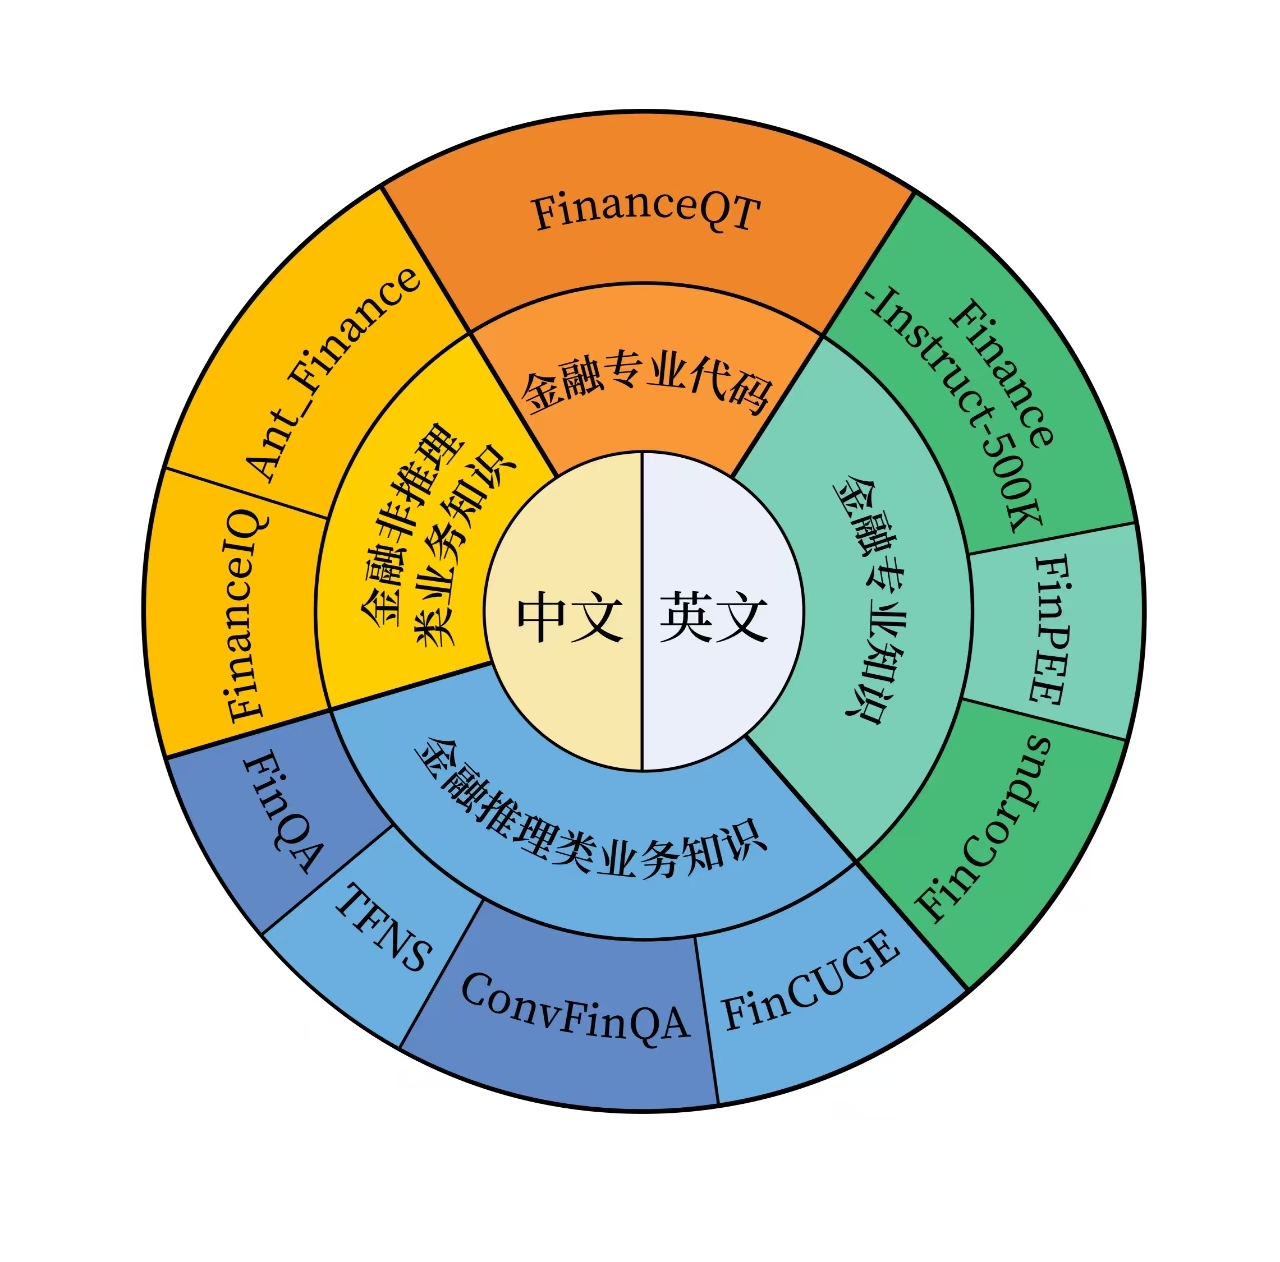 FinanceQT
金融专业代码
Finance
-Instruct-500K
FinPEE
FinCorpus
金融专业知识
FinCUGE
ConvFinQA
TFNS
FinQA
金融推理类业务知识
FinanceIQ
Ant_Finance
金融非推理
类业务知识
中文
英文